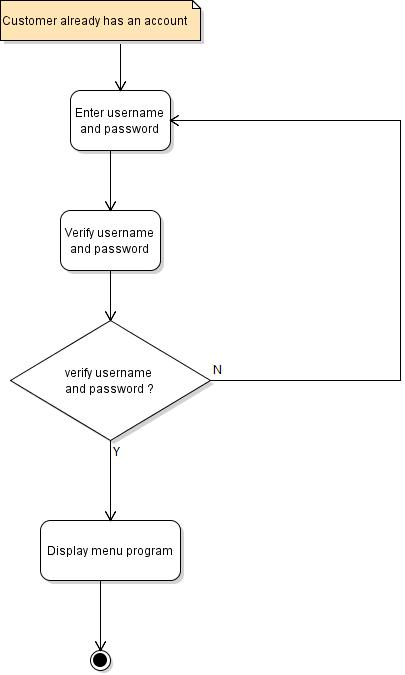 Customer already has an account
Enter username
and password
Verify username
and password
verify username
and password ?
N
Y
Display menu program